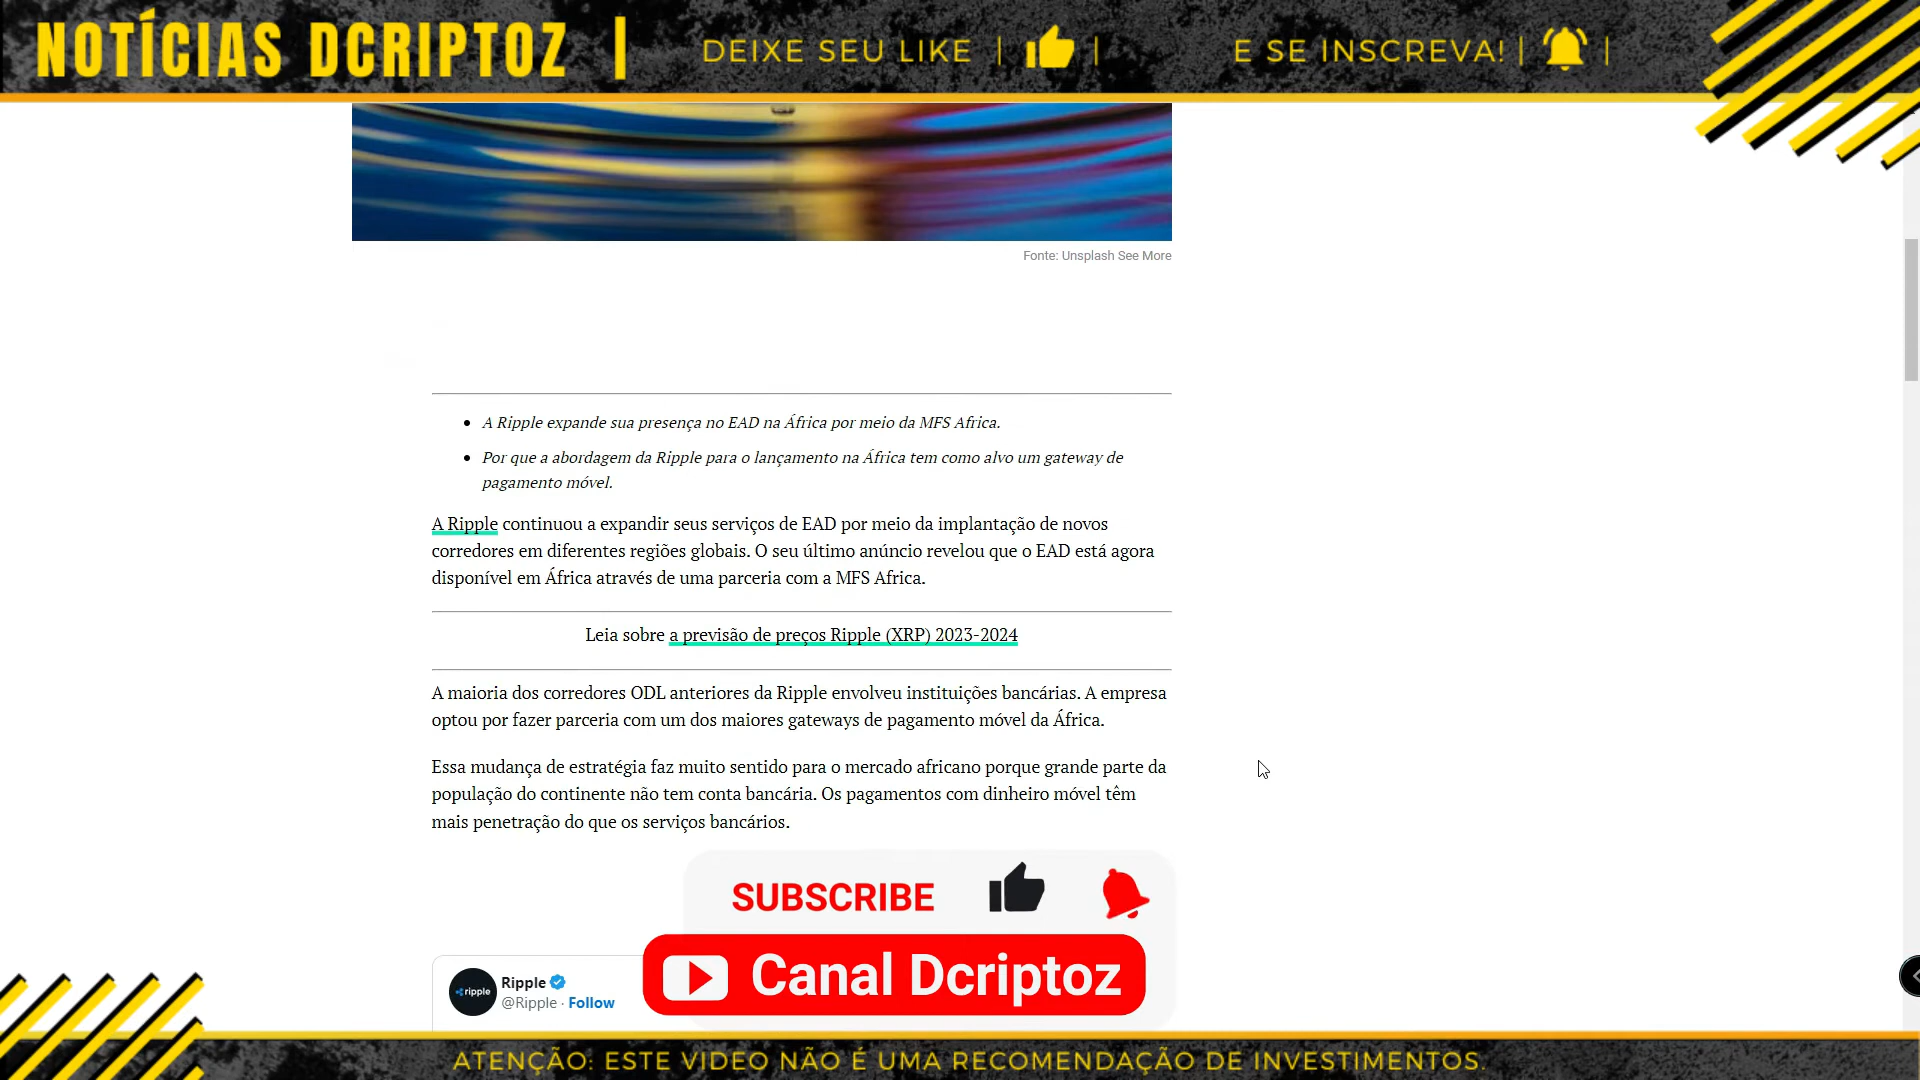 NOTÍCIAS DCRIPTOZ | DEIXE SEU LIKE | | E SE INSCREVA! | |
Fonte: Unsplash See More
• A Ripple expande sua presença no EAD na África por meio da MFS Africa.
• Por que a abordagem da Ripple para o lançamento na África tem como alvo um gateway de
pagamento móvel.
A Ripple continuou a expandir seus serviços de EAD por meio da implantação de novos
corredores em diferentes regiões globais. O seu último anúncio revelou que o EAD está agora
disponível em África através de uma parceria com a MFS Africa.
Leia sobre a previsão de preços Ripple (XRP) 2023-2024
A maioria dos corredores ODL anteriores da Ripple envolveu instituições bancárias. A empresa
optou por fazer parceria com um dos maiores gateways de pagamento móvel da África.
Essa mudança de estratégia faz muito sentido para o mercado africano porque grande parte da
população do continente não tem conta bancária. Os pagamentos com dinheiro móvel têm
mais penetração do que os serviços bancários.
SUBSCRIBE
Canal Dcriptoz
ripple
Ripple
@Ripple · Follow
ATENÇÃO: ESTE VIDEO NÃO É UMA RECOMENDAÇÃO DE INVESTIMENTOS.